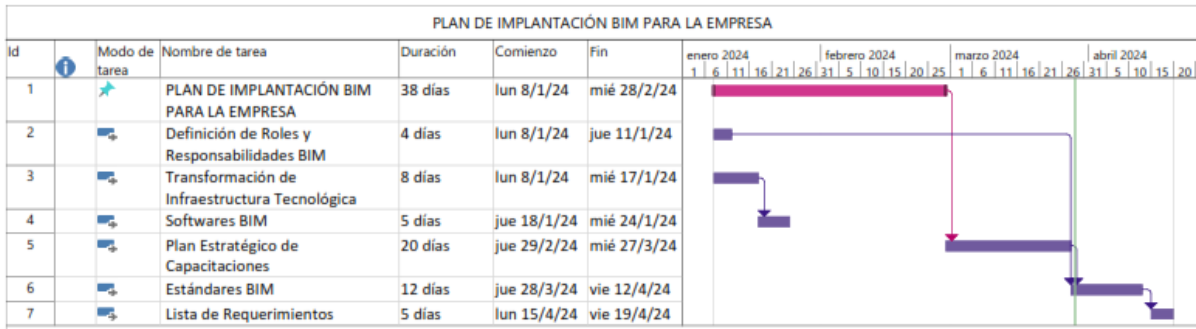 PLAN DE IMPLANTACIÓN BIM PARA LA EMPRESA
Id Modo de tarea Nombre de tarea Duración Comienzo Fin
enero 2024 febrero 2024 marzo 2024 abril 2024
1 6 11 16 21 26 31 5 10 15 20 25 1 6 11 16 21 26 31 5 10 15 20
1 PLAN DE IMPLANTACIÓN BIM 38 días lun 8/1/24 mié 28/2/24
PARA LA EMPRESA
2 Definición de Roles y 4 días lun 8/1/24 jue 11/1/24
Responsabilidades BIM
3 Transformación de 8 días lun 8/1/24 mié 17/1/24
Infraestructura Tecnológica
4 Softwares BIM 5 días jue 18/1/24 mié 24/1/24
5 Plan Estratégico de 20 días jue 29/2/24 mié 27/3/24
Capacitaciones
6 Estándares BIM 12 días jue 28/3/24 vie 12/4/24
7 Lista de Requerimientos 5 días lun 15/4/24 vie 19/4/24